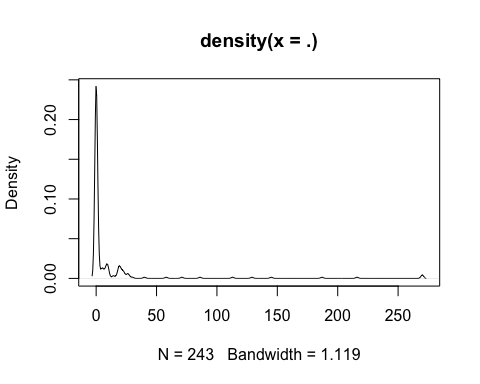 density(x = .)
Density
0.00 0.10 0.20
0 50 100 150 200 250
N = 243 Bandwidth = 1.119